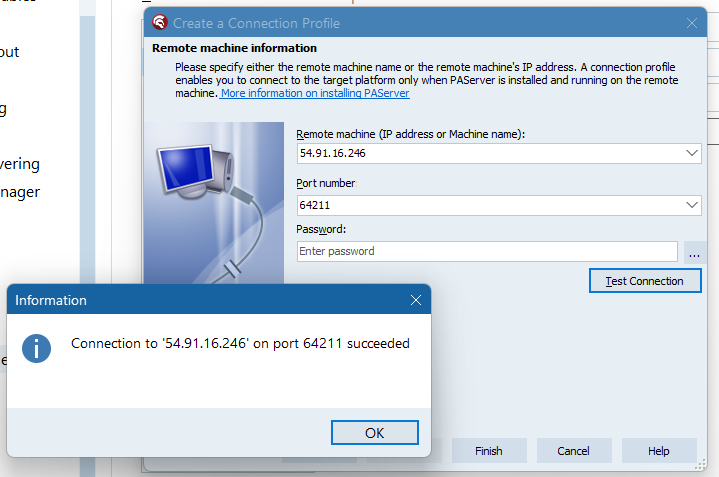 Create a Connection Profile
Remote machine information
Please specify either the remote machine name or the remote machine's IP address. A connection profile
enables you to connect to the target platform only when PAServer is installed and running on the remote
machine. More information on installing PAServer
Remote machine (IP address or Machine name):
54.91.16.246
Port number:
64211
Password:
Enter password
...
Test Connection
Information
Connection to '54.91.16.246' on port 64211 succeeded
OK
Finish
Cancel
Help